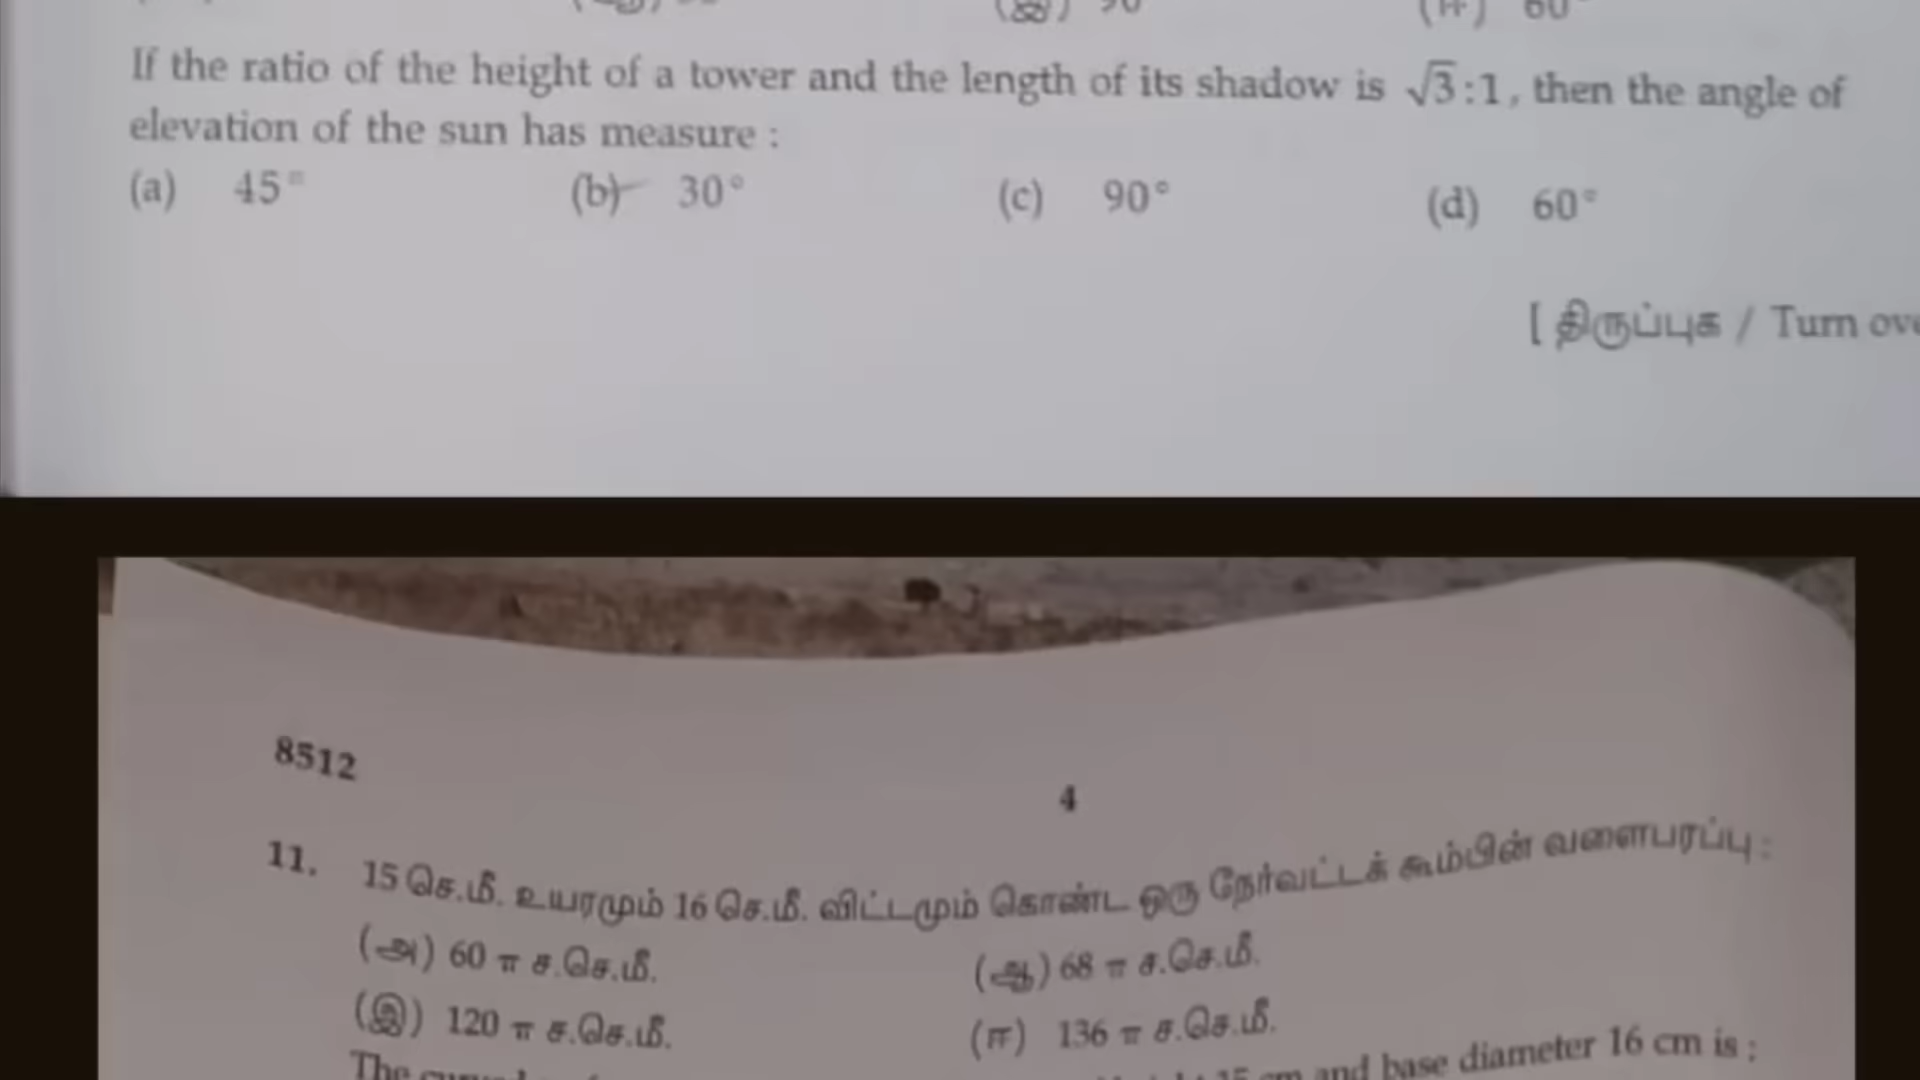 If the ratio of the height of a tower and the length of its shadow is √3:1, then the angle of
elevation of the sun has measure :
(a) 45° (b) 30° (c) 90° (d) 60°
[ திருப்புக / Turn
8512
4
11. 15 செ.மீ. உயரமும் 16 செ.மீ. விட்டமும் கொண்ட ஒரு நேர்வட்டக் கூம்பின் வளைபரப்பு :
(அ) 60 π ச.செ.மீ. (ஆ) 68 π ச.செ.மீ.
(இ) 120 π ச.செ.மீ. (ஈ) 136 π ச.செ.மீ.
The and base diameter 16 cm is :